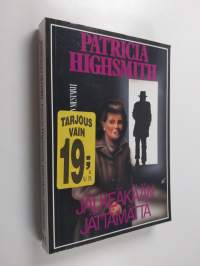 PATRICIA
HIGHSMITH
TARJOUS
VAIN
19;-
JÄLKEÄKÄÄN
JÄTTÄMÄTTÄ